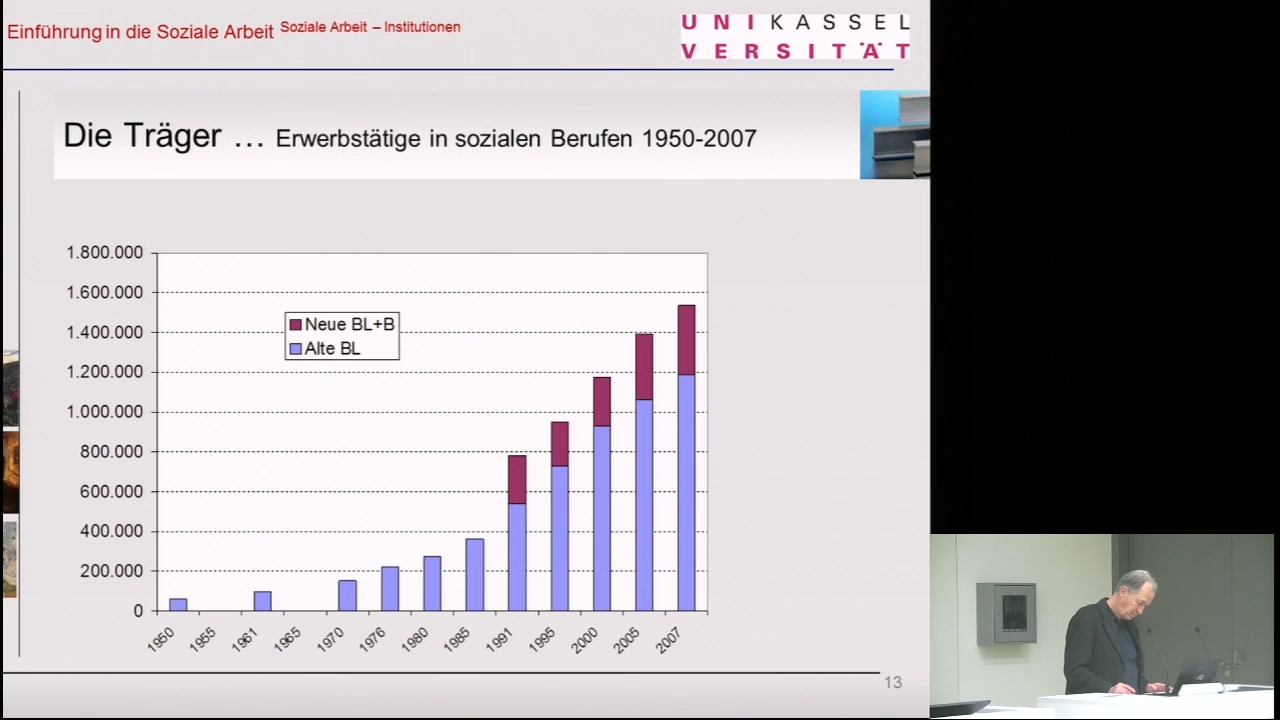 Einführung in die Soziale Arbeit Soziale Arbeit – Institutionen
UNIKASSEL
VERSITÄT
Die Träger … Erwerbstätige in sozialen Berufen 1950-2007
1.800.000
1.600.000
1.400.000
1.200.000
1.000.000
800.000
600.000
400.000
200.000
0
Neue BL+B
Alte BL
1950 1955 1961 1965 1970 1976 1980 1985 1991 1995 2000 2005 2007
13